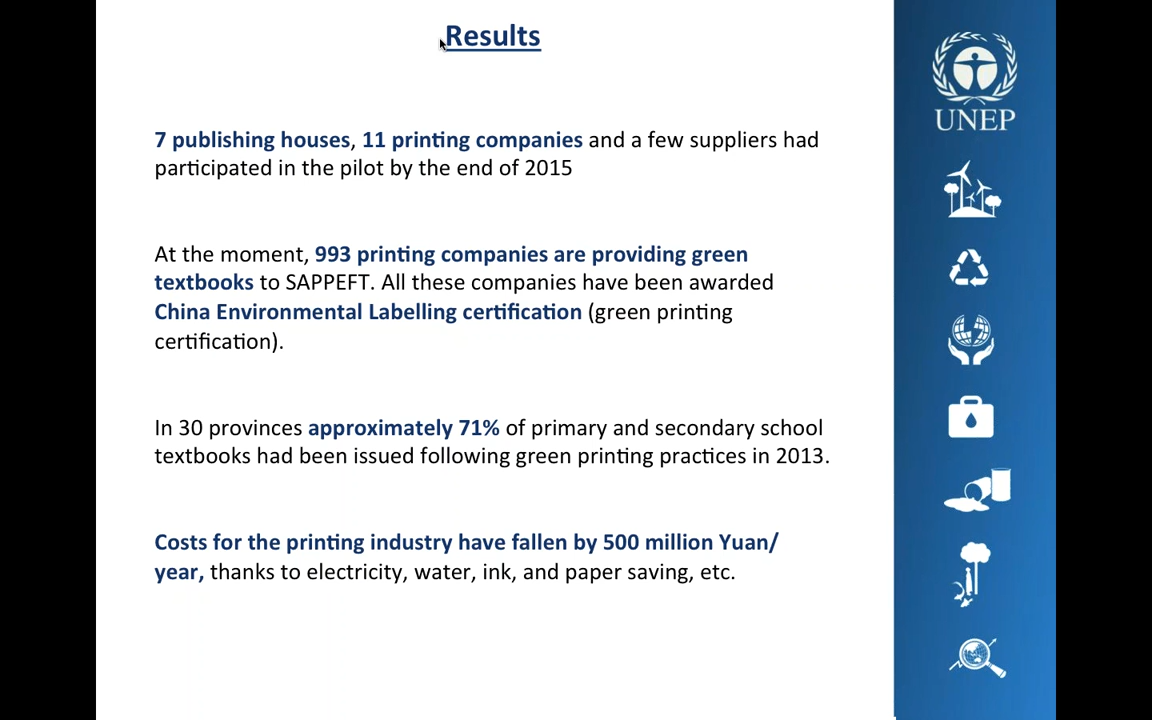 Results
7 publishing houses, 11 printing companies and a few suppliers had
participated in the pilot by the end of 2015
At the moment, 993 printing companies are providing green
textbooks to SAPPEFT. All these companies have been awarded
China Environmental Labelling certification (green printing
certification).
In 30 provinces approximately 71% of primary and secondary school
textbooks had been issued following green printing practices in 2013.
Costs for the printing industry have fallen by 500 million Yuan/
year, thanks to electricity, water, ink, and paper saving, etc.
UNEP